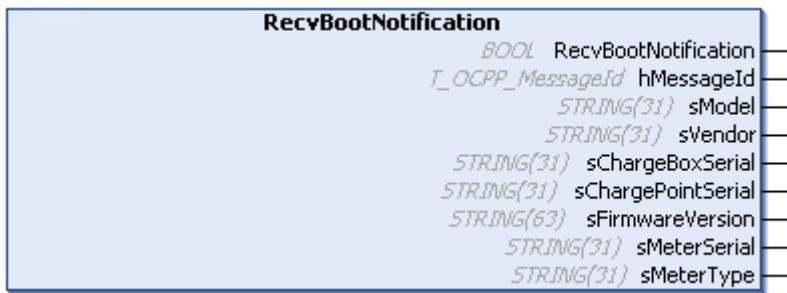 RecvBootNotification
BOOL RecvBootNotification
T_OCPP_MessageId hMessageId
STRING(31) sModel
STRING(31) sVendor
STRING(31) sChargeBoxSerial
STRING(31) sChargePointSerial
STRING(63) sFirmwareVersion
STRING(31) sMeterSerial
STRING(31) sMeterType